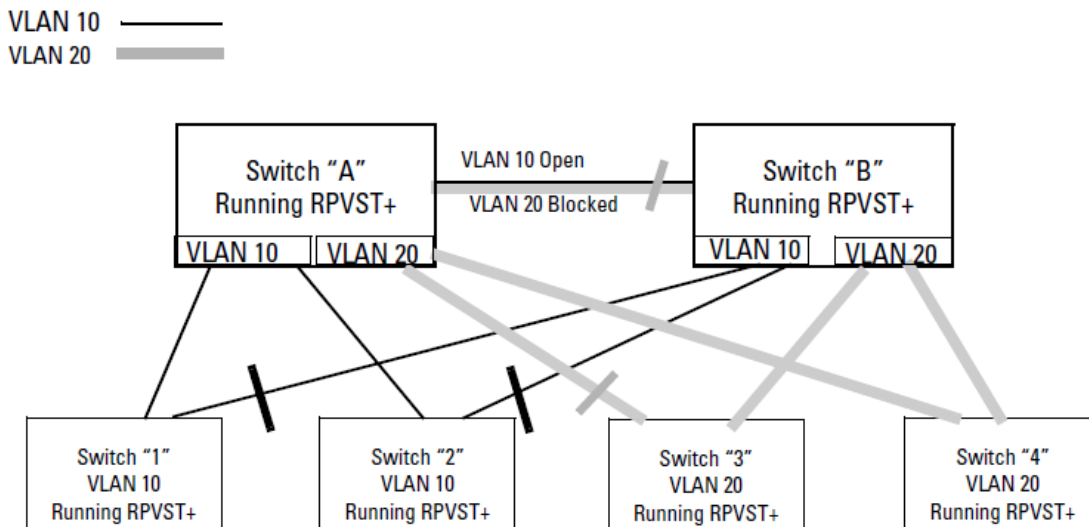 VLAN 10
VLAN 20
Switch “A”
Running RPVST+
VLAN 10 Open
VLAN 20 Blocked
Switch “B”
Running RPVST+
VLAN 10
VLAN 20
VLAN 10
VLAN 20
Switch “1”
VLAN 10
Running RPVST+
Switch “2”
VLAN 10
Running RPVST+
Switch “3”
VLAN 20
Running RPVST+
Switch “4”
VLAN 20
Running RPVST+